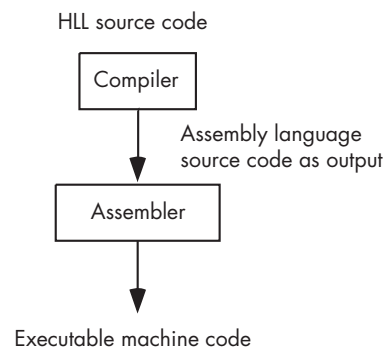 HLL source code
Compiler
Assembly language
source code as output
Assembler
Executable machine code